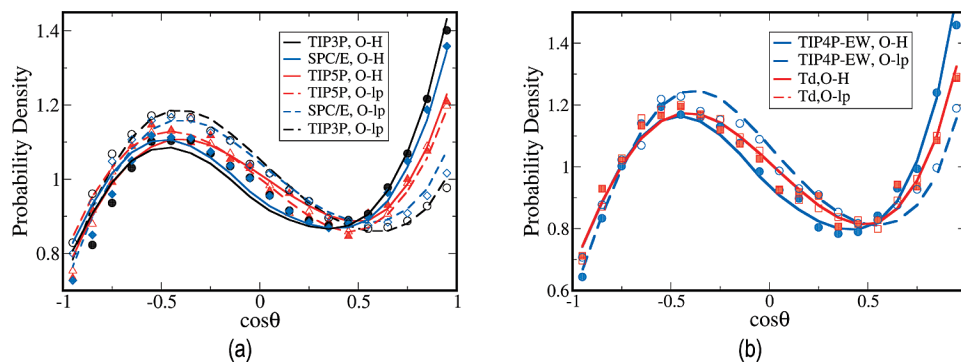 1.4
1.2
1
0.8
Probability Density
-1
-0.5
0
0.5
1
cosθ
TIP3P, O-H
SPC/E, O-H
TIP5P, O-H
TIP5P, O-lp
SPC/E, O-lp
TIP3P, O-lp
(a)
1.4
1.2
1
0.8
0.6
Probability Density
-1
-0.5
0
0.5
cosθ
TIP4P-EW, O-H
TIP4P-EW, O-lp
Td,O-H
Td,O-lp
(b)